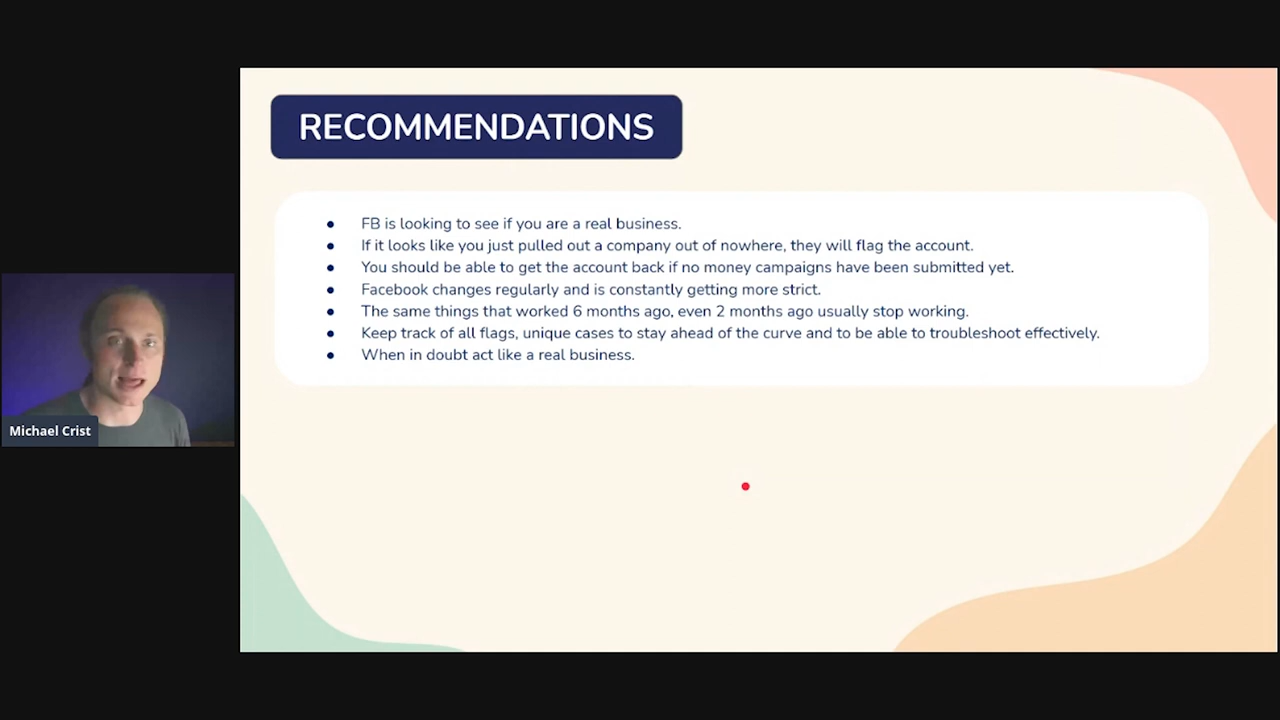 RECOMMENDATIONS
● FB is looking to see if you are a real business.
● If it looks like you just pulled out a company out of nowhere, they will flag the account.
● You should be able to get the account back if no money campaigns have been submitted yet.
● Facebook changes regularly and is constantly getting more strict.
● The same things that worked 6 months ago, even 2 months ago usually stop working.
● Keep track of all flags, unique cases to stay ahead of the curve and to be able to troubleshoot effectively.
● When in doubt act like a real business.
Michael Crist